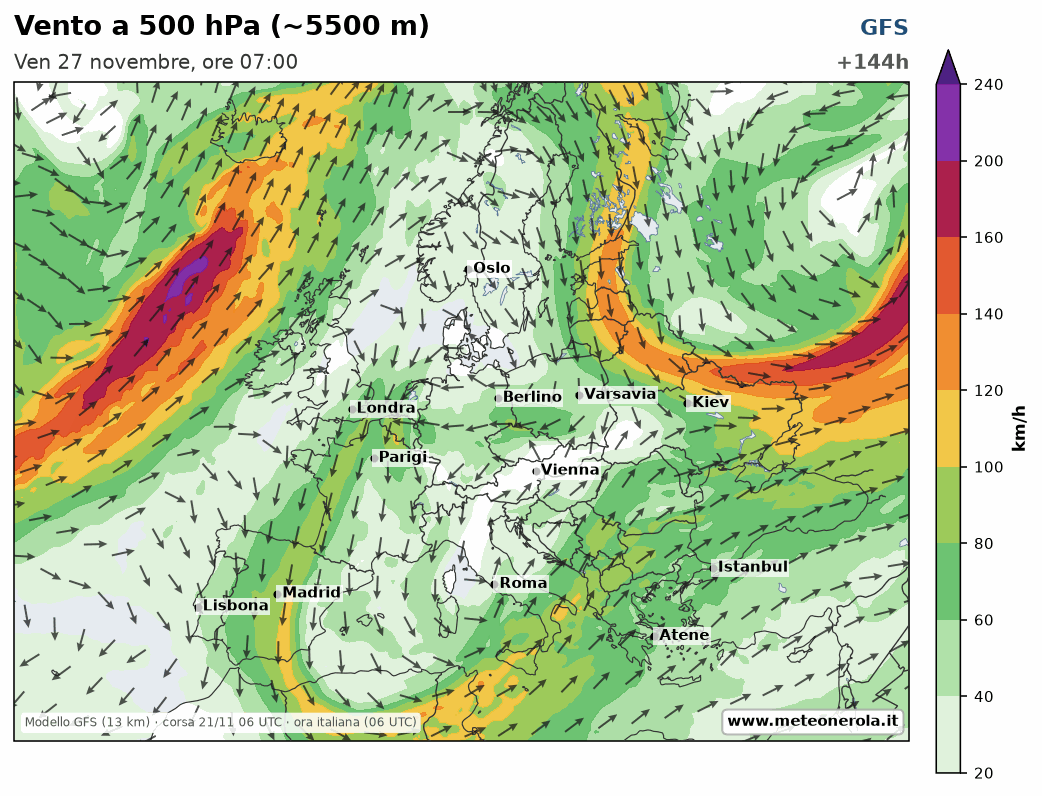 Vento a 500 hPa (~5500 m)
GFS
Ven 27 novembre, ore 07:00
+144h
240
200
160
140
120
100
80
60
40
20
km/h
Oslo
Berlino
Varsavia
Kiev
Londra
Parigi
Vienna
Istanbul
Roma
Madrid
Lisbona
Atene
Modello GFS (13 km) · corsa 21/11 06 UTC · ora italiana (06 UTC)
www.meteonerola.it